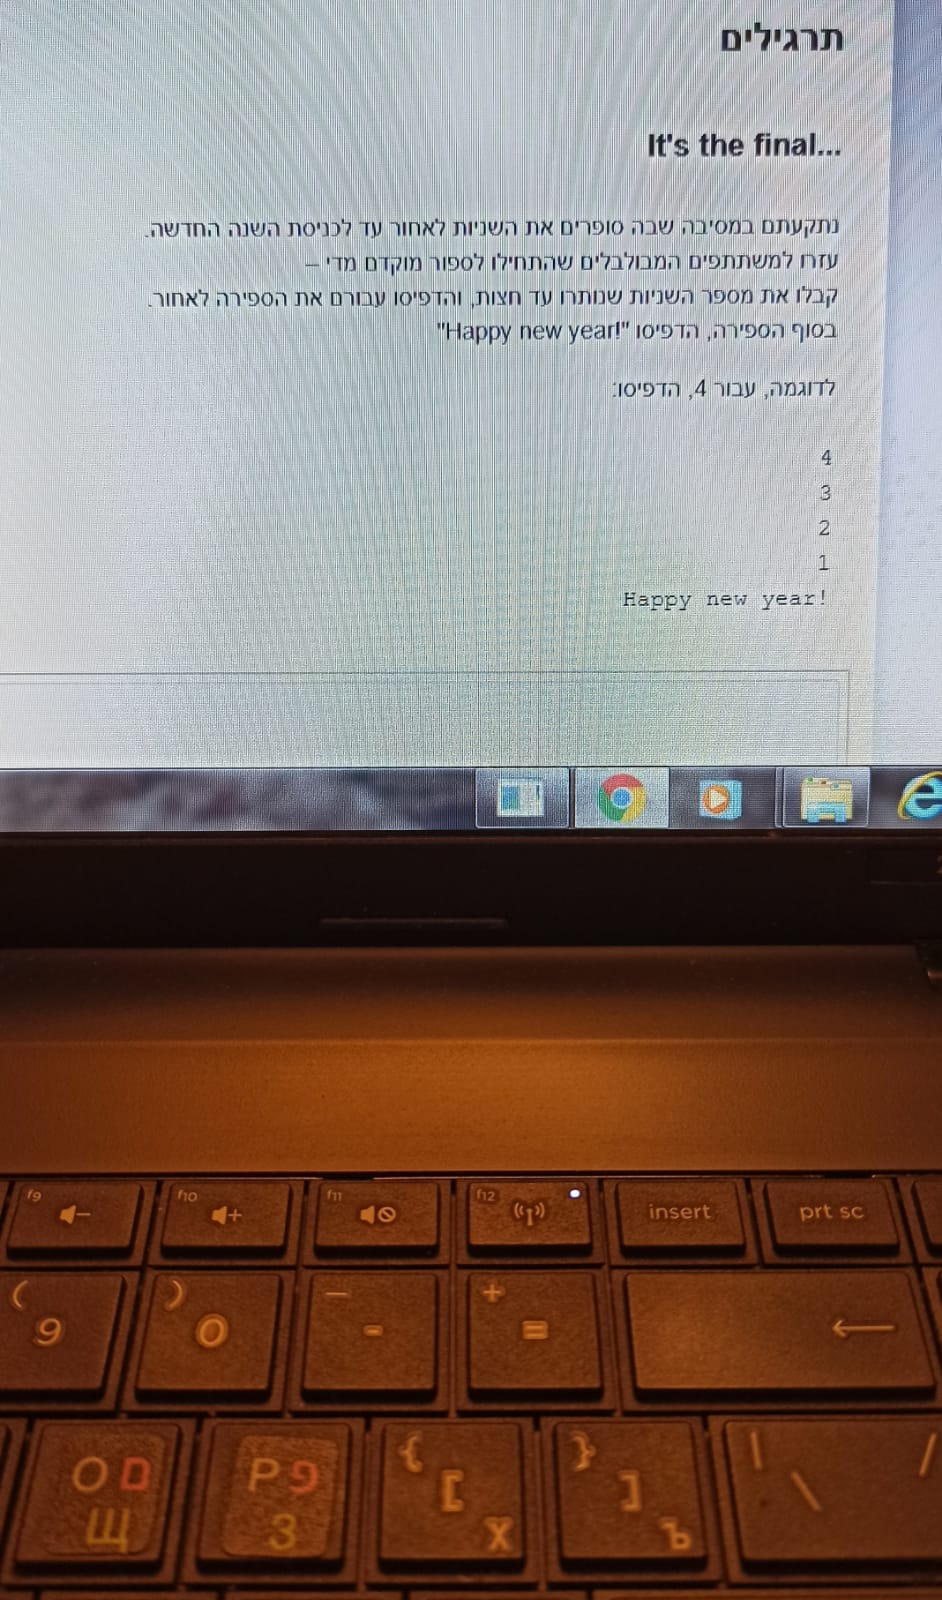 תרגילים
It's the final...
נתקעתם במסיבה שבה סופרים את השניות לאחור עד לכניסת השנה החדשה.
עזרו למשתתפים המבולבלים שהתחילו לספור מוקדם מדי –
קבלו את מספר השניות שנותרו עד חצות, והדפיסו עבורם את הספירה לאחור.
בסוף הספירה, הדפיסו "Happy new year!"
לדוגמה, עבור 4, הדפיסו:
4
3
2
1
Happy new year!
f9 f10 f11 f12 insert prt sc
( ) — +
9 0 - =
{ } |
O P [ ] \ /
ם פ
Щ З Х Ъ